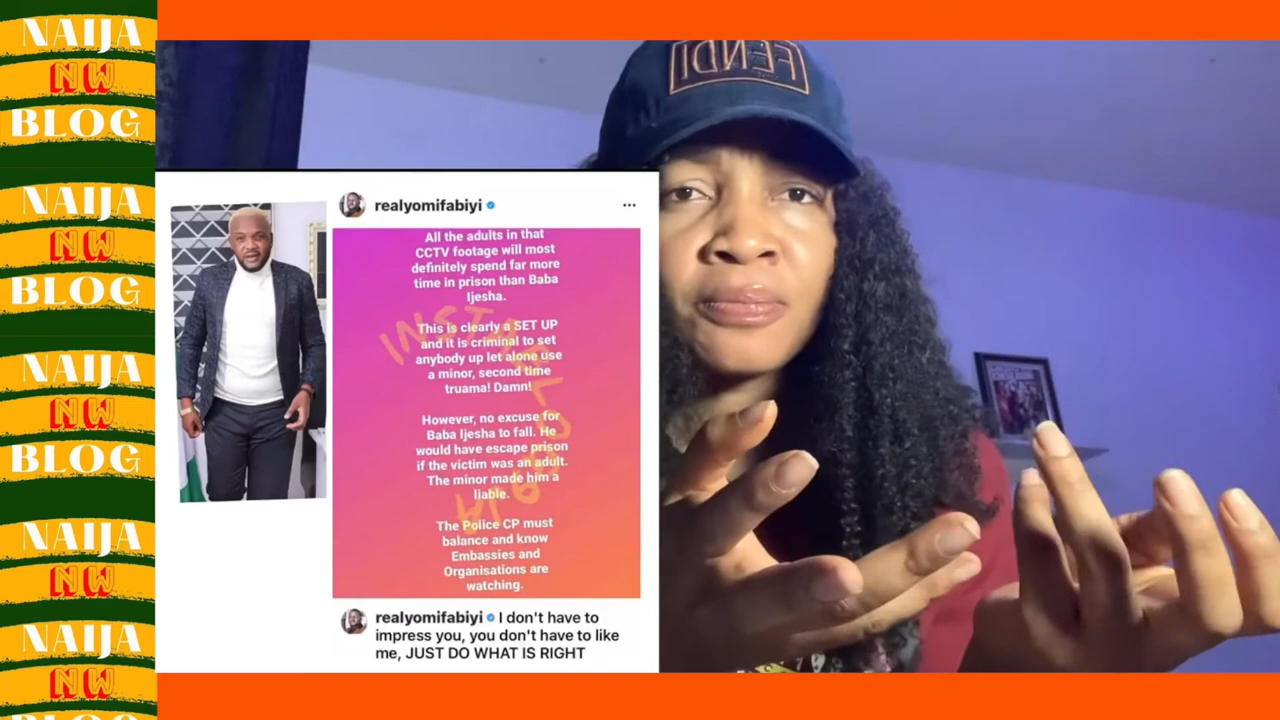 NAIJA
NW
BLOG
NAIJA
NW
BLOG
NAIJA
NW
BLOG
NAIJA
NW
BLOG
NAIJA
NW
BLOG
FENDI
realyomifabiyi
All the adults in that
CCTV footage will most
definitely spend far more
time in prison than Baba
Ijesha.
This is clearly a SET UP
and it is criminal to set
anybody up let alone use
a minor, second time
truama! Damn!
However, no excuse for
Baba Ijesha to fall. He
would have escape prison
if the victim was an adult.
The minor made him a
liable.
The Police CP must
balance and know
Embassies and
Organisations are
watching.
realyomifabiyi I don't have to
impress you, you don't have to like
me, JUST DO WHAT IS RIGHT